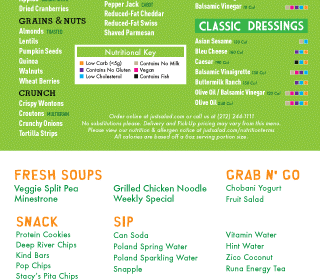 Dried Cranberries
GRAINS & NUTS
Almonds TOASTED
Lentils
Pumpkin Seeds
Quinoa
Walnuts
Wheat Berries
CRUNCH
Crispy Wontons
Croutons MULTIGRAIN
Crunchy Onions
Tortilla Strips
Pepper Jack
Reduced-Fat Cheddar
Reduced-Fat Swiss
Shaved Parmesan
Nutritional Key
Low Carb (<5g)
Contains No Gluten
Low Cholesterol
Contains No Milk
Vegan
Contains Fish
Balsamic Vinegar
CLASSIC DRESSINGS
Asian Sesame
Bleu Cheese
Caesar
Balsamic Vinaigrette
Buttermilk Ranch
Olive Oil / Balsamic Vinegar
Olive Oil
Order online at justsalad.com or call us at (212) 244-1111
No substitutions please. Delivery and Pick-Up pricing may vary from this menu.
Please view our nutrition & allergen notice at justsalad.com/nutrition
All calories are based off a 2oz serving portion size.
FRESH SOUPS
Veggie Split Pea
Minestrone
Grilled Chicken Noodle
Weekly Special
GRAB N' GO
Chobani Yogurt
Fruit Salad
SNACK
Protein Cookies
Deep River Chips
Kind Bars
Pop Chips
Stacy's Pita Chips
SIP
Can Soda
Poland Spring Water
Poland Sparkling Water
Snapple
Vitamin Water
Hint Water
Zico Coconut
Runa Energy Tea